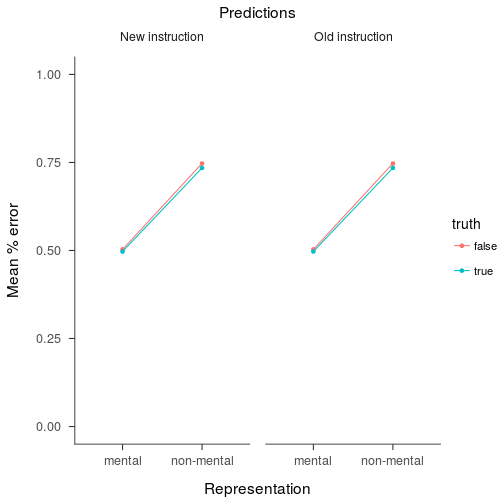 Predictions
New instruction
Old instruction
1.00
0.75
0.50
0.25
0.00
Mean % error
mental
non-mental
mental
non-mental
Representation
truth
false
true